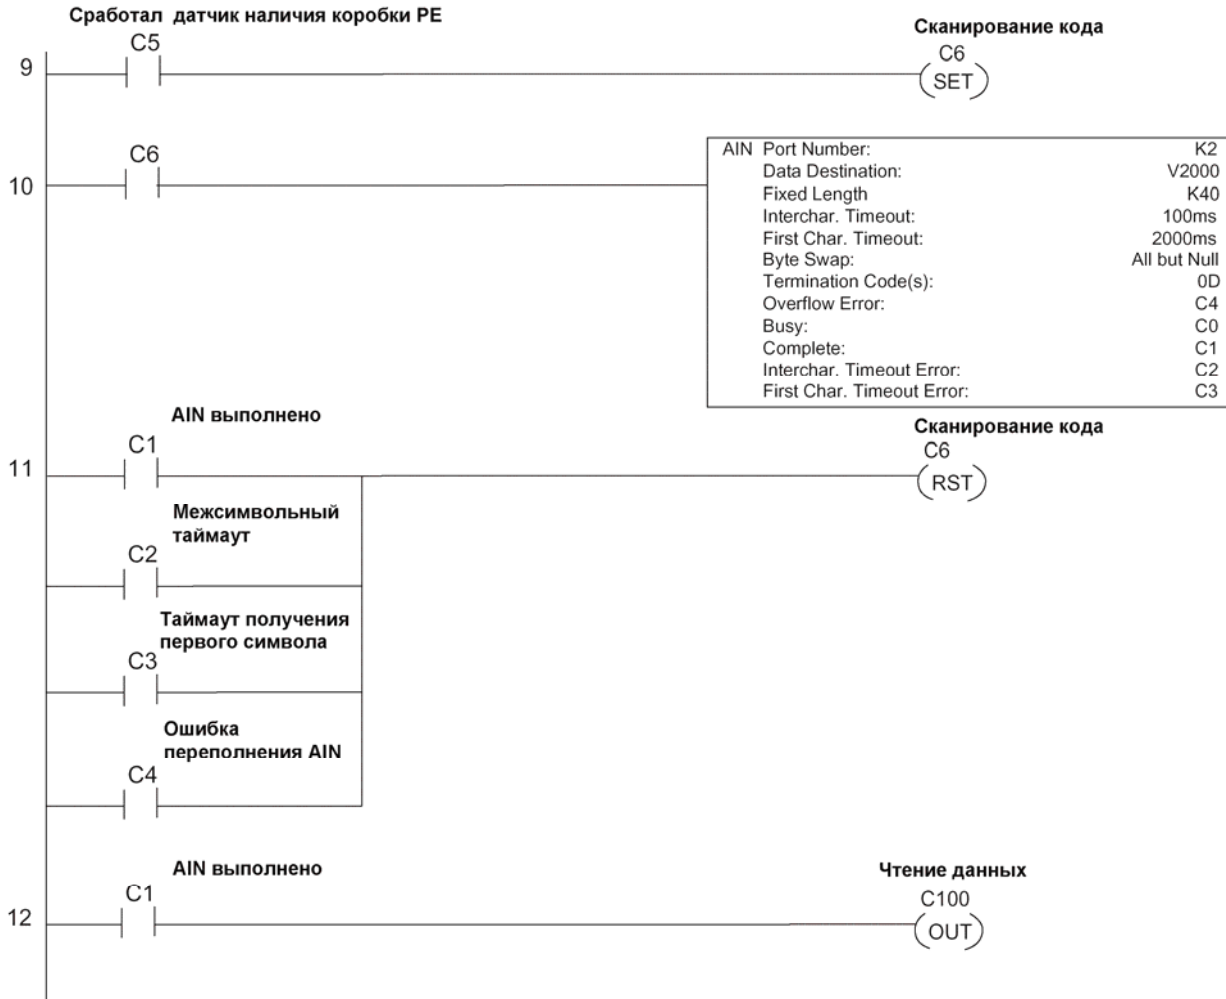 Сработал датчик наличия коробки PE
C5
9
Сканирование кода
C6
SET
C6
10
AIN Port Number: K2
Data Destination: V2000
Fixed Length K40
Interchar. Timeout: 100ms
First Char. Timeout: 2000ms
Byte Swap: All but Null
Termination Code(s): 0D
Overflow Error: C4
Busy: C0
Complete: C1
Interchar. Timeout Error: C2
First Char. Timeout Error: C3
AIN выполнено
C1
11
Сканирование кода
C6
RST
Межсимвольный
таймаут
C2
Таймаут получения
первого символа
C3
Ошибка
переполнения AIN
C4
AIN выполнено
C1
12
Чтение данных
C100
OUT